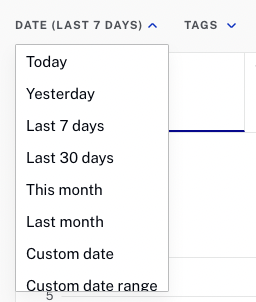 DATE (LAST 7 DAYS) TAGS
Today
Yesterday
Last 7 days
Last 30 days
This month
Last month
Custom date
Custom date range
5